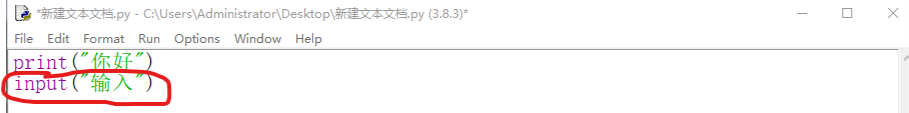 *新建文本文档.py - C:\Users\Administrator\Desktop\新建文本文档.py (3.8.3)*
File Edit Format Run Options Window Help
print("你好")
input("输入")